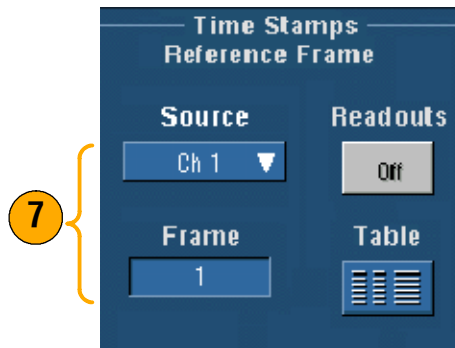 Time Stamps
Reference Frame
Source Readouts
Ch 1 Off
7
Frame Table
1